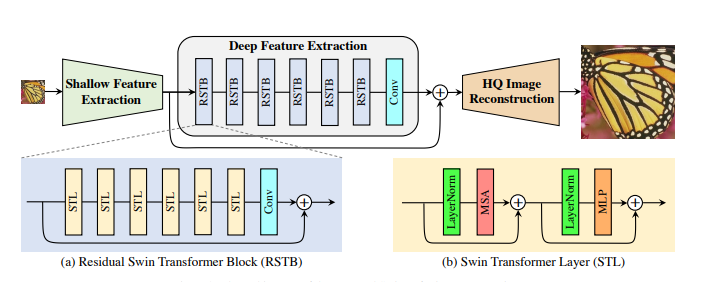 Deep Feature Extraction
Shallow Feature
Extraction
RSTB
RSTB
RSTB
RSTB
RSTB
RSTB
Conv
+
HQ Image
Reconstruction
STL
STL
STL
STL
STL
STL
Conv
+
LayerNorm
MSA
+
LayerNorm
MLP
+
(a) Residual Swin Transformer Block (RSTB)
(b) Swin Transformer Layer (STL)